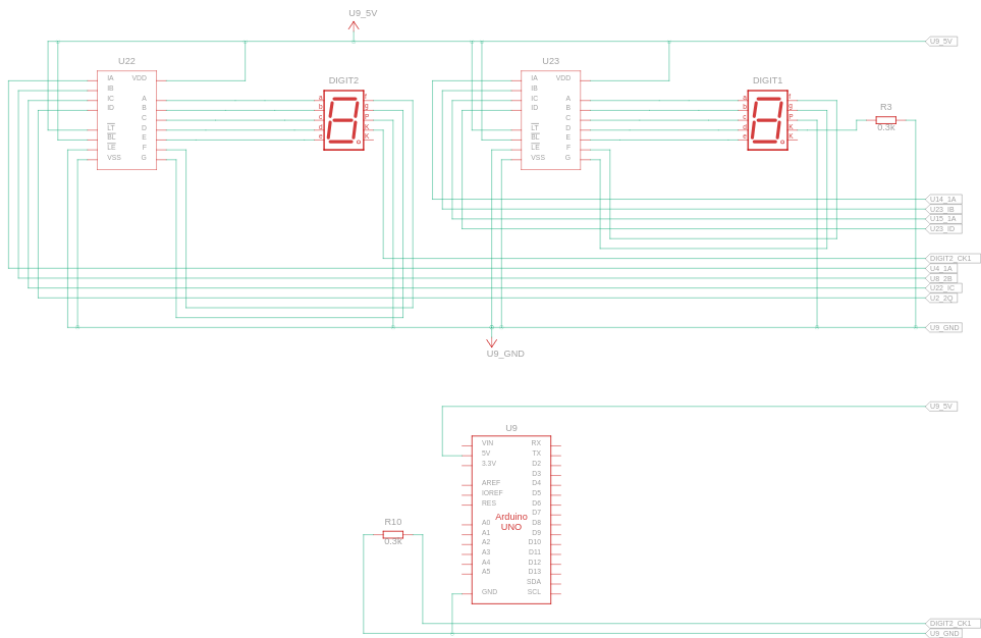 U9_5V
U9_5V
U22
U23
IA VDD
IB
IC A
ID B
C
LT D
BL E
LE F
VSS G
DIGIT2
a f
b g
c P
d K
e K
IA VDD
IB
IC A
ID B
C
LT D
BL E
LE F
VSS G
DIGIT1
a f
b g
c P
d K
e K
R3
0.3k
U14_1A
U23_IB
U15_1A
U23_ID
DIGIT2_CK1
U4_1A
U8_2B
U22_IC
U2_2Q
U9_GND
U9_GND
U9_5V
U9
VIN RX
5V TX
3.3V D2
D3
AREF D4
IOREF D5
RES D6
D7
Arduino
UNO
A0 D8
A1 D9
A2 D10
A3 D11
A4 D12
A5 D13
SDA
GND SCL
R10
0.3k
DIGIT2_CK1
U9_GND